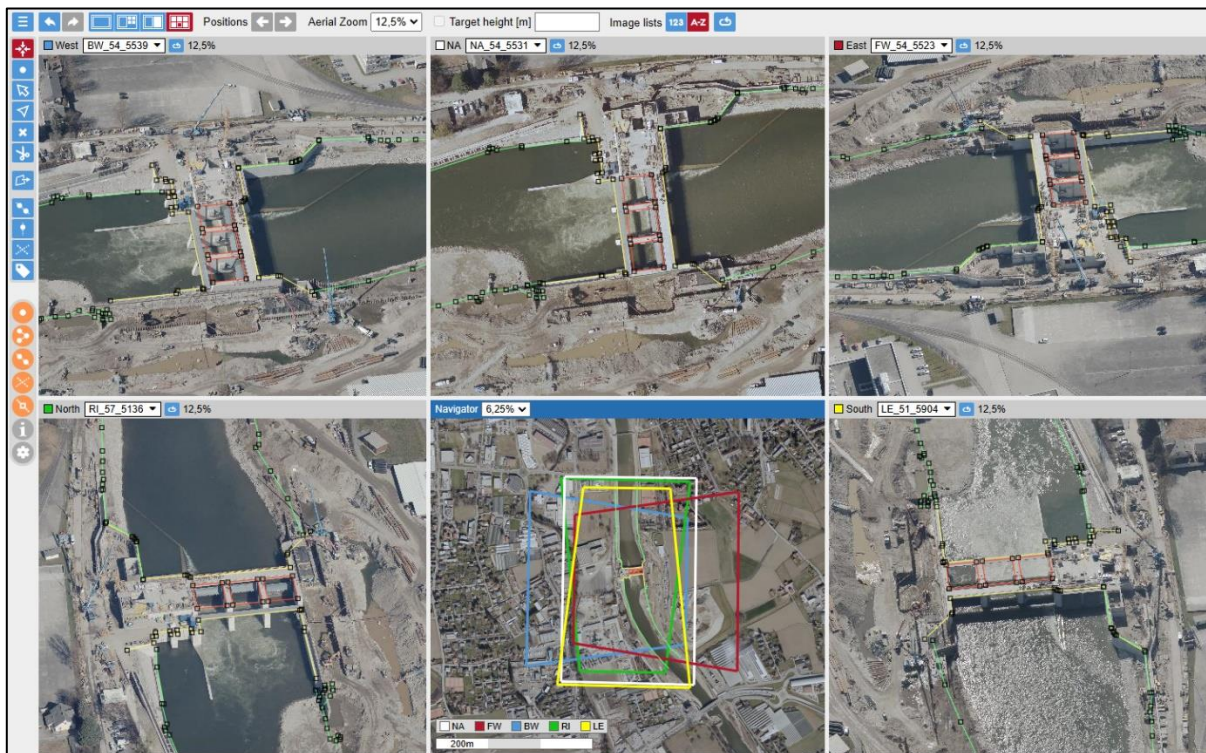 Positions Aerial Zoom 12,5% Target height [m] Image lists 123 A-Z
West BW_54_5539 12,5%
NA NA_54_5531 12,5%
East FW_54_5523 12,5%
North RI_57_5136 12,5%
Navigator 6,25%
South LE_51_5904 12,5%
NA FW BW RI LE
200m